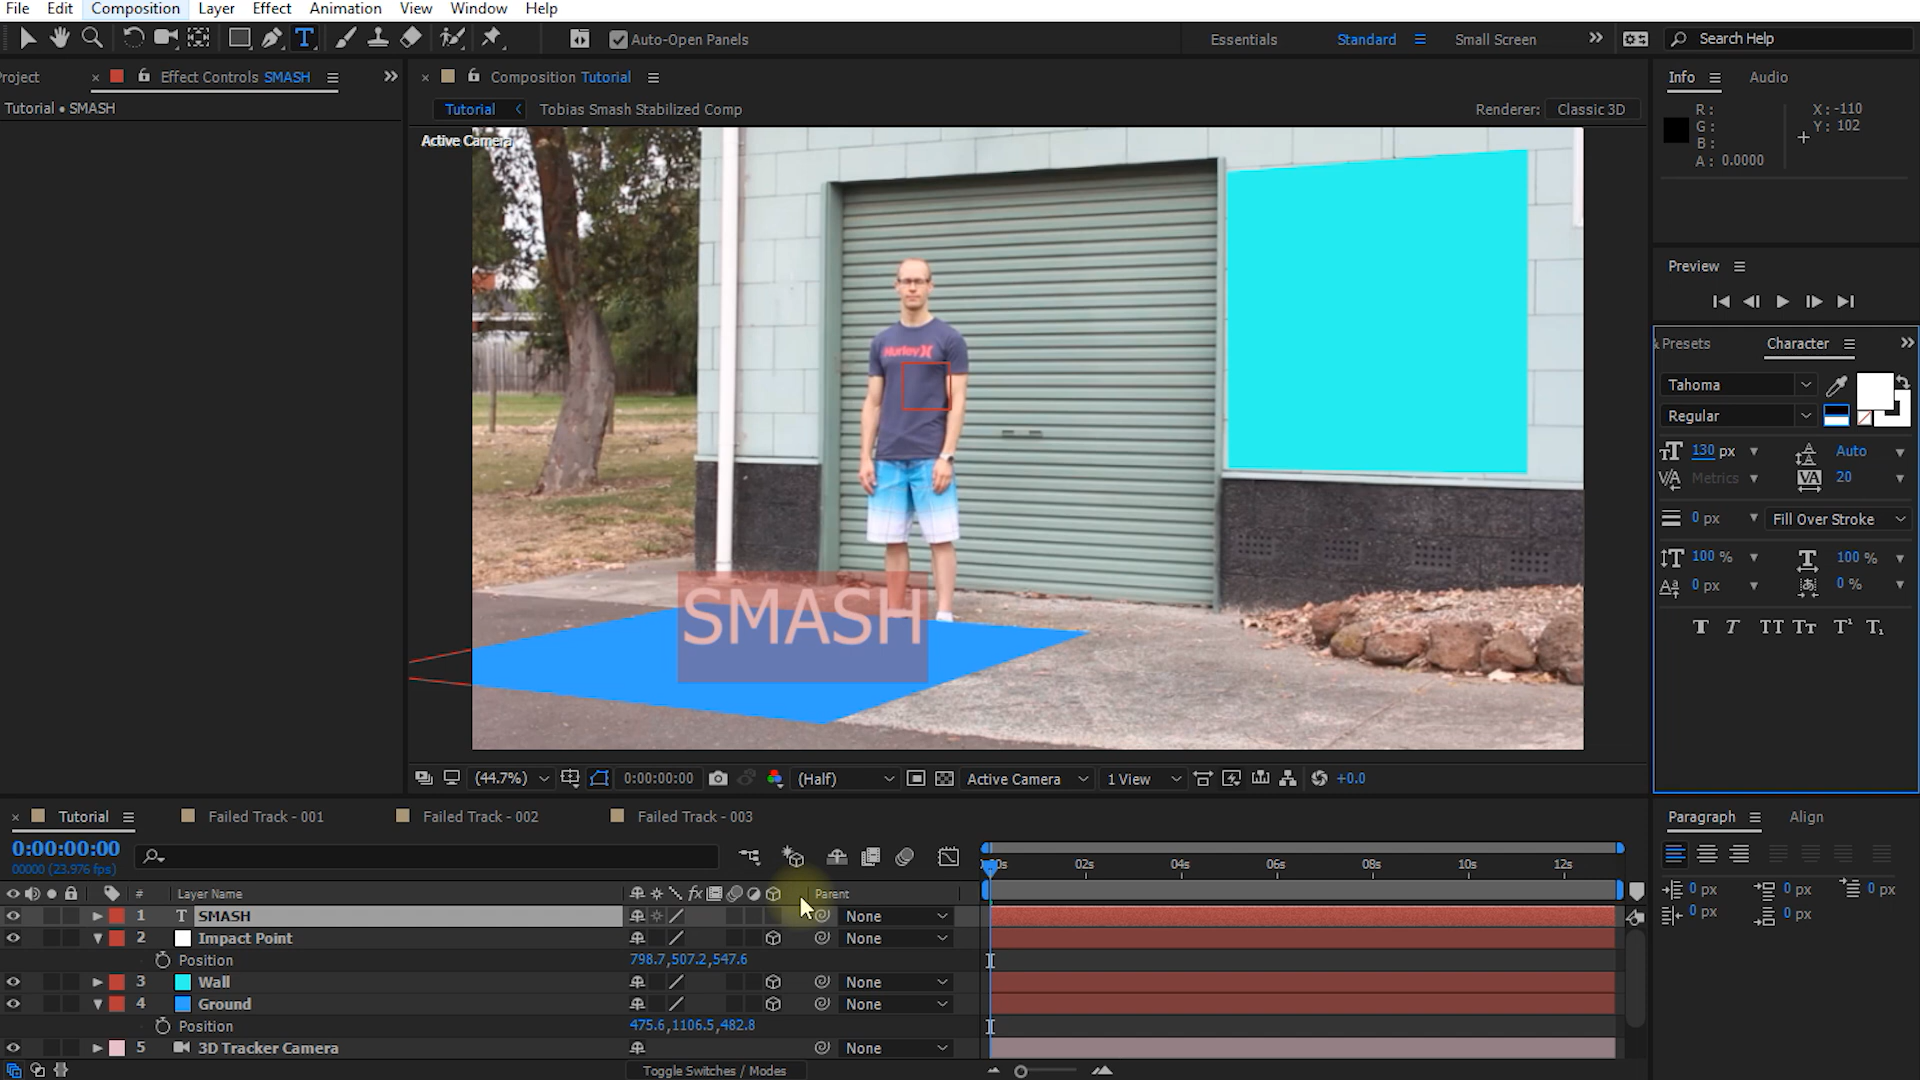 File Edit Composition Layer Effect Animation View Window Help
Auto-Open Panels Essentials Standard Small Screen Search Help
roject Effect Controls SMASH Composition Tutorial Info Audio
Tutorial • SMASH
Tutorial Tobias Smash Stabilized Comp Renderer: Classic 3D
R:
G:
B:
A: 0.0000
X: -110
Y: 102
Active Camera
Hurley
SMASH
Preview
& Presets Character
Tahoma
Regular
130 px Auto
Metrics 20
0 px Fill Over Stroke
100 % 100 %
0 px 0 %
T T TT TT T¹ T₁
(44.7%) 0:00:00:00 (Half) Active Camera 1 View +0.0
Tutorial Failed Track - 001 Failed Track - 002 Failed Track - 003
Paragraph Align
0:00:00:00
00000 (23.976 fps)
00s 02s 04s 06s 08s 10s 12s
# Layer Name fx Parent
1 T SMASH None
2 Impact Point None
Position 798.7,507.2,547.6
3 Wall None
4 Ground None
Position 475.6,1106.5,482.8
5 3D Tracker Camera None
Toggle Switches / Modes
0 px 0 px 0 px
0 px 0 px